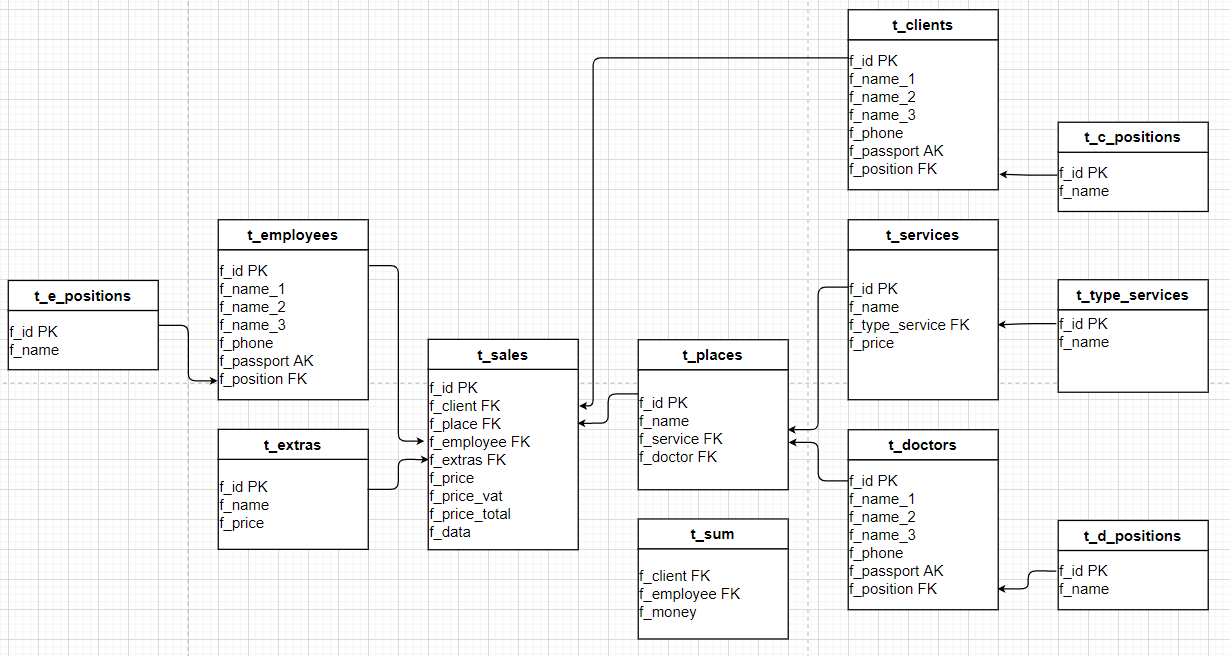 t_clients
f_id PK
f_name_1
f_name_2
f_name_3
f_phone
f_passport AK
f_position FK
t_c_positions
f_id PK
f_name
t_employees
f_id PK
f_name_1
f_name_2
f_name_3
f_phone
f_passport AK
f_position FK
t_services
f_id PK
f_name
f_type_service FK
f_price
t_e_positions
f_id PK
f_name
t_type_services
f_id PK
f_name
t_sales
f_id PK
f_client FK
f_place FK
f_employee FK
f_extras FK
f_price
f_price_vat
f_price_total
f_data
t_places
f_id PK
f_name
f_service FK
f_doctor FK
t_extras
f_id PK
f_name
f_price
t_doctors
f_id PK
f_name_1
f_name_2
f_name_3
f_phone
f_passport AK
f_position FK
t_sum
f_client FK
f_employee FK
f_money
t_d_positions
f_id PK
f_name